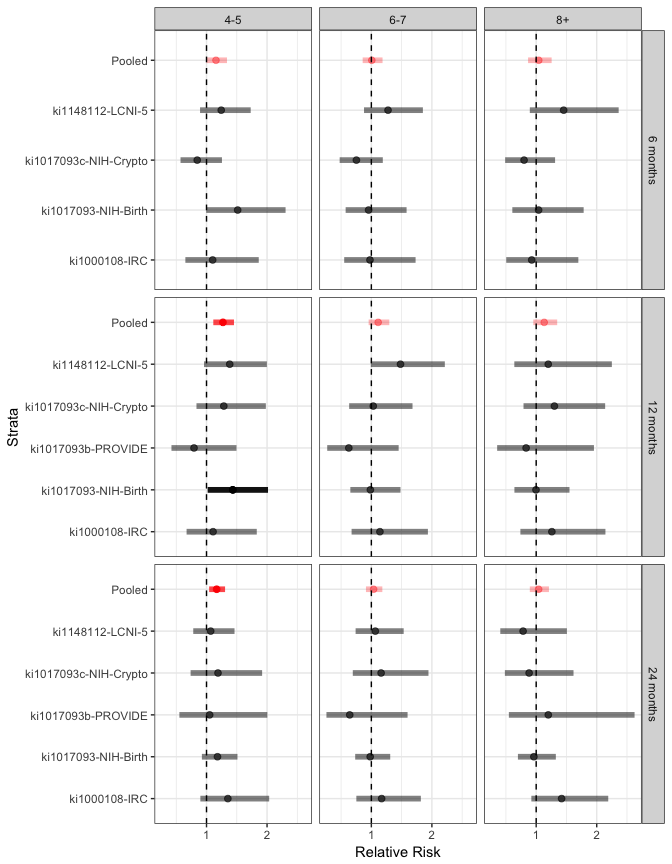 4-5
6-7
8+
Pooled
ki1148112-LCNI-5
ki1017093c-NIH-Crypto
ki1017093-NIH-Birth
ki1000108-IRC
6 months
Pooled
ki1148112-LCNI-5
ki1017093c-NIH-Crypto
ki1017093b-PROVIDE
ki1017093-NIH-Birth
ki1000108-IRC
12 months
Strata
Pooled
ki1148112-LCNI-5
ki1017093c-NIH-Crypto
ki1017093b-PROVIDE
ki1017093-NIH-Birth
ki1000108-IRC
24 months
1 2
1 2
1 2
Relative Risk